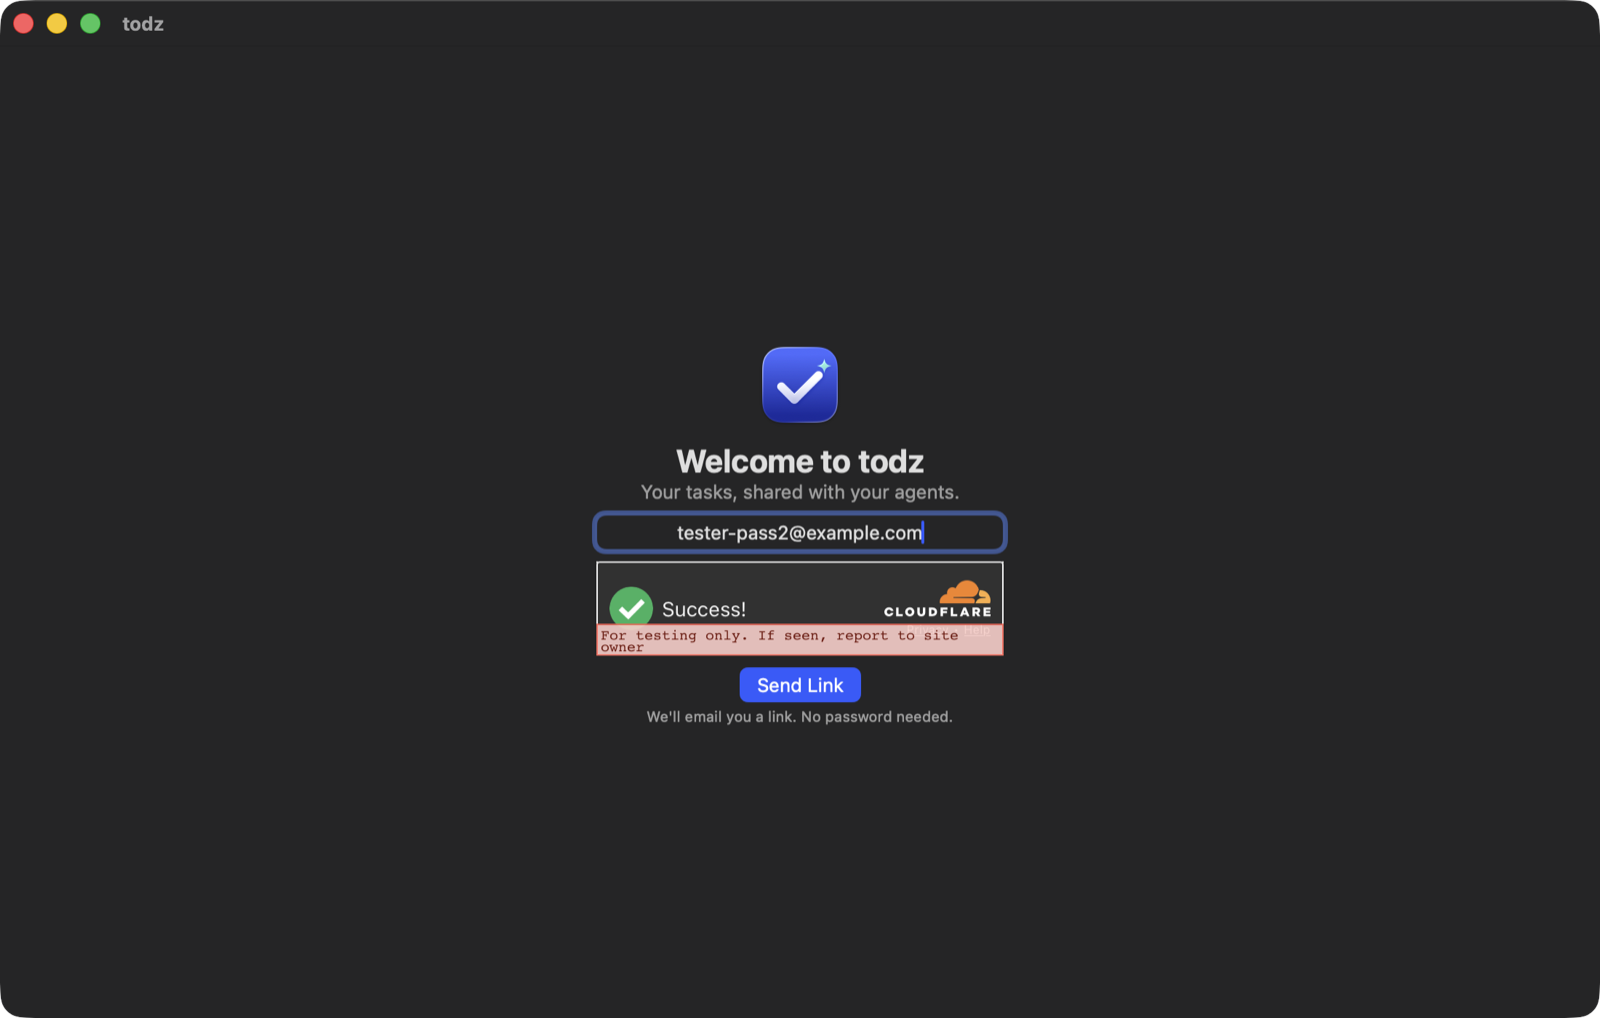 todz
Welcome to todz
Your tasks, shared with your agents.
tester-pass2@example.com
Success!
CLOUDFLARE
Help
For testing only. If seen, report to site
owner
Send Link
We'll email you a link. No password needed.